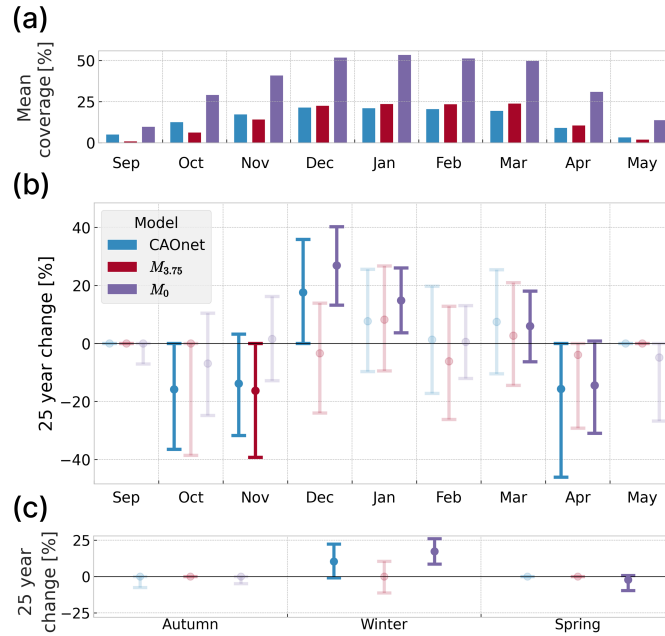 (a)
Mean
coverage [%]
50
25
0
Sep Oct Nov Dec Jan Feb Mar Apr May
(b)
25 year change [%]
40
20
0
−20
−40
Model
CAOnet
M3.75
M0
Sep Oct Nov Dec Jan Feb Mar Apr May
(c)
25 year
change [%]
25
0
−25
Autumn Winter Spring